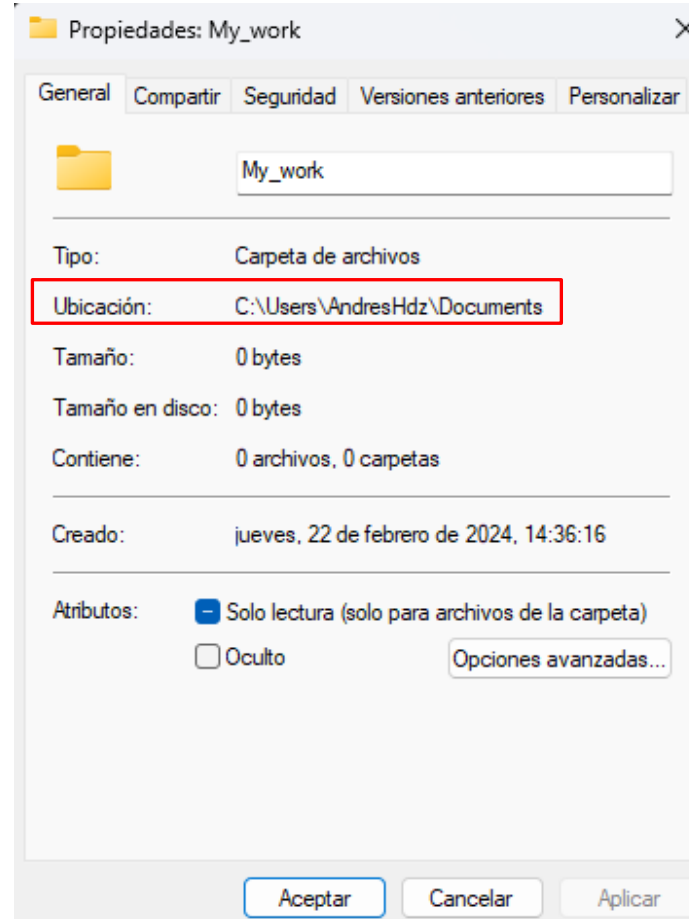 Propiedades: My_work
General Compartir Seguridad Versiones anteriores Personalizar
My_work
Tipo: Carpeta de archivos
Ubicación: C:\Users\AndresHdz\Documents
Tamaño: 0 bytes
Tamaño en disco: 0 bytes
Contiene: 0 archivos, 0 carpetas
Creado: jueves, 22 de febrero de 2024, 14:36:16
Atributos: Solo lectura (solo para archivos de la carpeta)
Oculto Opciones avanzadas...
Aceptar Cancelar Aplicar